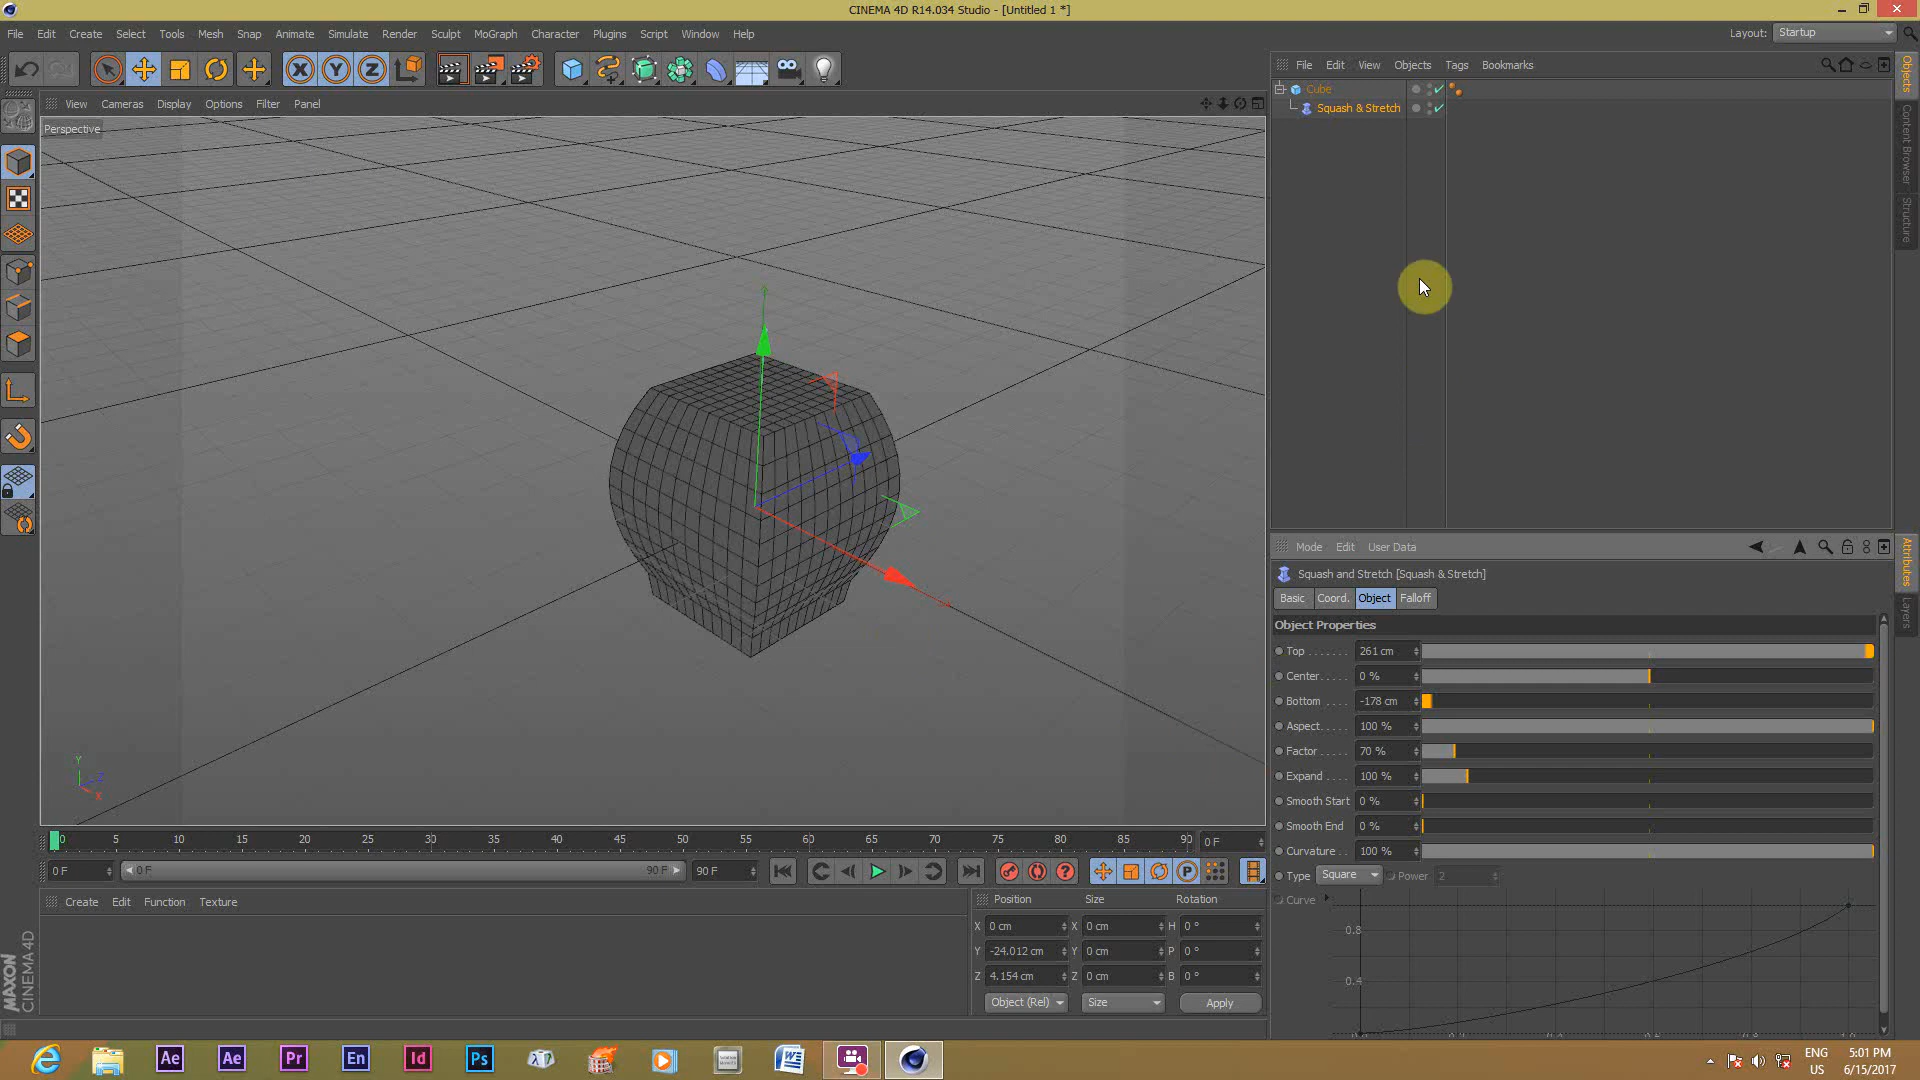 CINEMA 4D R14.034 Studio - [Untitled 1 *]
File Edit Create Select Tools Mesh Snap Animate Simulate Render Sculpt MoGraph Character Plugins Script Window Help
Layout: Startup
File Edit View Objects Tags Bookmarks
Cube
Squash & Stretch
Objects
Content Browser
Structure
View Cameras Display Options Filter Panel
Perspective
Y
Z
X
Mode Edit User Data
Squash and Stretch [Squash & Stretch]
Basic Coord. Object Falloff
Object Properties
Top 261 cm
Center 0 %
Bottom -178 cm
Aspect 100 %
Factor 70 %
Expand 100 %
Smooth Start 0 %
Smooth End 0 %
Curvature 100 %
Type Square Power 2
Curve
0.8
0.4
Attributes
Layers
0 5 10 15 20 25 30 35 40 45 50 55 60 65 70 75 80 85 90 0 F
0 F 0 F 90 F 90 F
Create Edit Function Texture
Position Size Rotation
X 0 cm X 0 cm H 0 °
Y -24.012 cm Y 0 cm P 0 °
Z 4.154 cm Z 0 cm B 0 °
Object (Rel) Size Apply
MAXON
CINEMA 4D
Ae Ae Pr En Id Ps
ENG
US
5:01 PM
6/15/2017